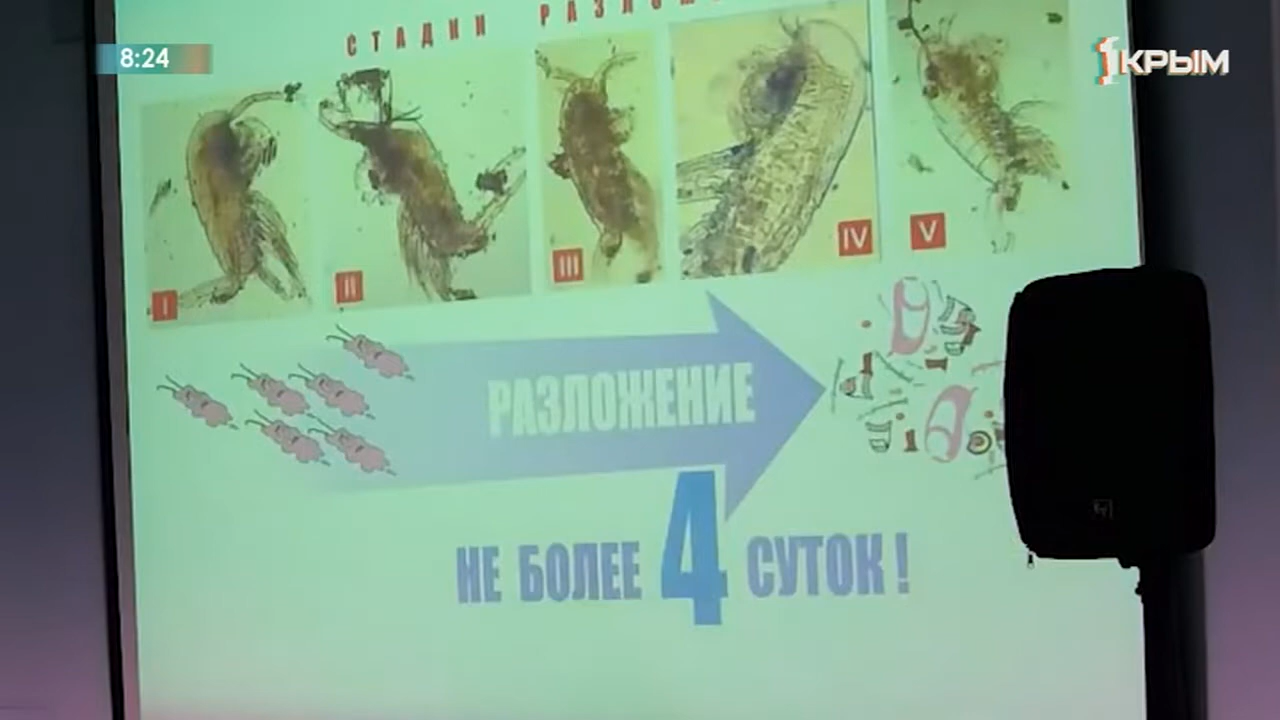 СТАДИИ
8:24
1КРЫМ
I
II
III
IV
V
РАЗЛОЖЕНИЕ
НЕ БОЛЕЕ 4 СУТОК!